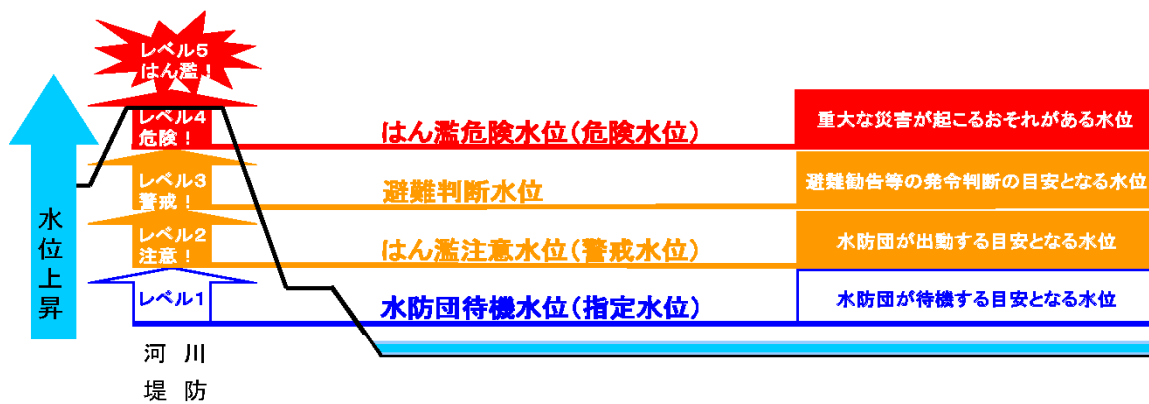 レベル5
はん濫！
レベル4
危険！
はん濫危険水位（危険水位）
重大な災害が起こるおそれがある水位
レベル3
警戒！
避難判断水位
避難勧告等の発令判断の目安となる水位
レベル2
注意！
はん濫注意水位（警戒水位）
水防団が出動する目安となる水位
レベル1
水防団待機水位（指定水位）
水防団が待機する目安となる水位
水位上昇
河川
堤防